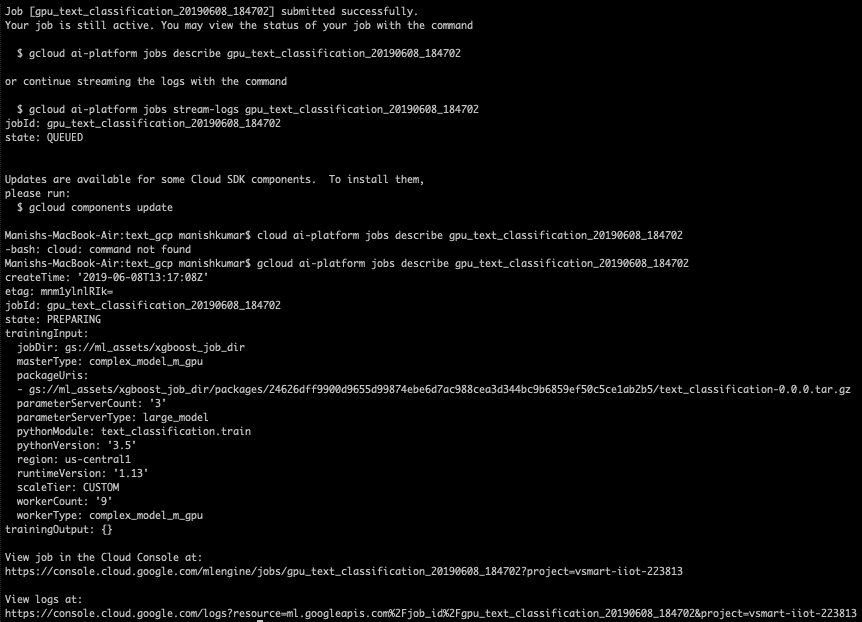 Job [gpu_text_classification_20190608_184702] submitted successfully.
Your job is still active. You may view the status of your job with the command
$ gcloud ai-platform jobs describe gpu_text_classification_20190608_184702
or continue streaming the logs with the command
$ gcloud ai-platform jobs stream-logs gpu_text_classification_20190608_184702
jobId: gpu_text_classification_20190608_184702
state: QUEUED
Updates are available for some Cloud SDK components.  To install them,
please run:
$ gcloud components update
Manishs-MacBook-Air:text_gcp manishkumar$ cloud ai-platform jobs describe gpu_text_classification_20190608_184702
-bash: cloud: command not found
Manishs-MacBook-Air:text_gcp manishkumar$ gcloud ai-platform jobs describe gpu_text_classification_20190608_184702
createTime: '2019-06-08T13:17:08Z'
etag: mnm1ylnlRIk=
jobId: gpu_text_classification_20190608_184702
state: PREPARING
trainingInput:
jobDir: gs://ml_assets/xgboost_job_dir
masterType: complex_model_m_gpu
packageUris:
- gs://ml_assets/xgboost_job_dir/packages/24626dff9900d9655d99874ebe6d7ac988cea3d344bc9b6859ef50c5ce1ab2b5/text_classification-0.0.0.tar.gz
parameterServerCount: '3'
parameterServerType: large_model
pythonModule: text_classification.train
pythonVersion: '3.5'
region: us-central1
runtimeVersion: '1.13'
scaleTier: CUSTOM
workerCount: '9'
workerType: complex_model_m_gpu
trainingOutput: {}
View job in the Cloud Console at:
https://console.cloud.google.com/mlengine/jobs/gpu_text_classification_20190608_184702?project=vsmart-iiot-223813
View logs at:
https://console.cloud.google.com/logs?resource=ml.googleapis.com%2Fjob_id%2Fgpu_text_classification_20190608_184702&project=vsmart-iiot-223813